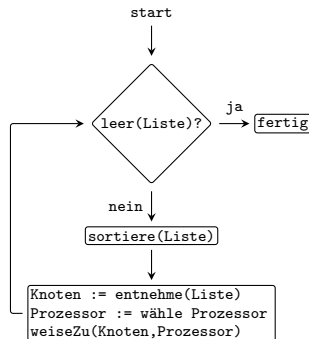 start
leer(Liste)?
ja
fertig
nein
sortiere(Liste)
Knoten := entnehme(Liste)
Prozessor := wähle Prozessor
weiseZu(Knoten,Prozessor)